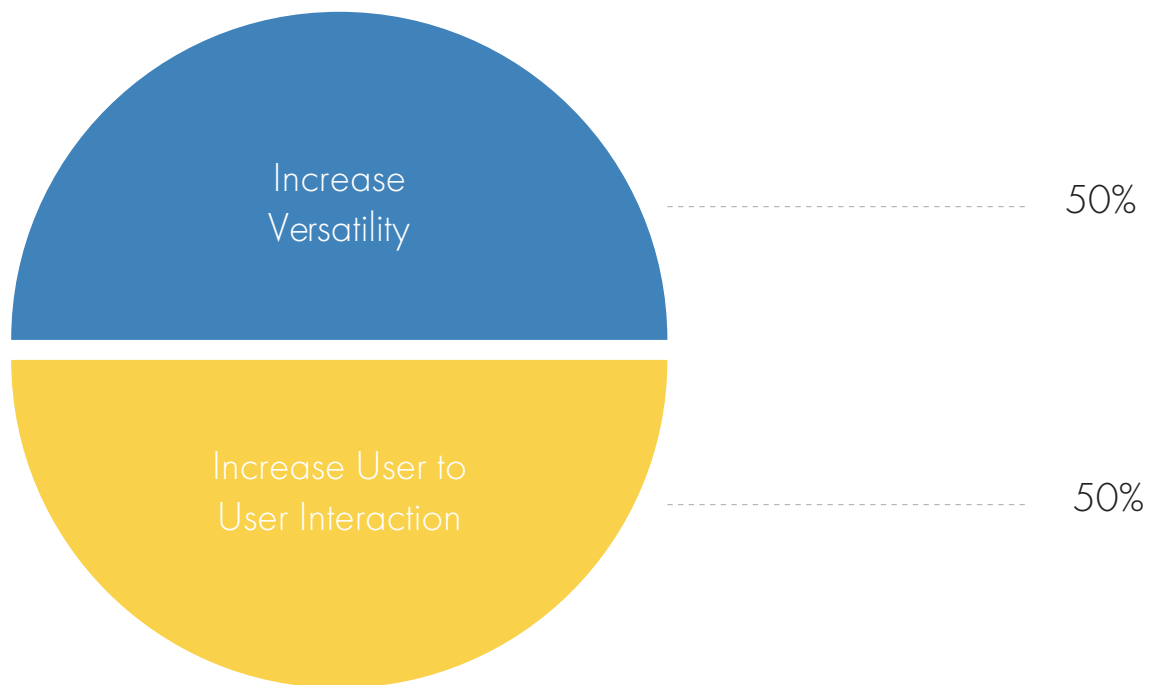 Increase
Versatility
50%
Increase User to
User Interaction
50%